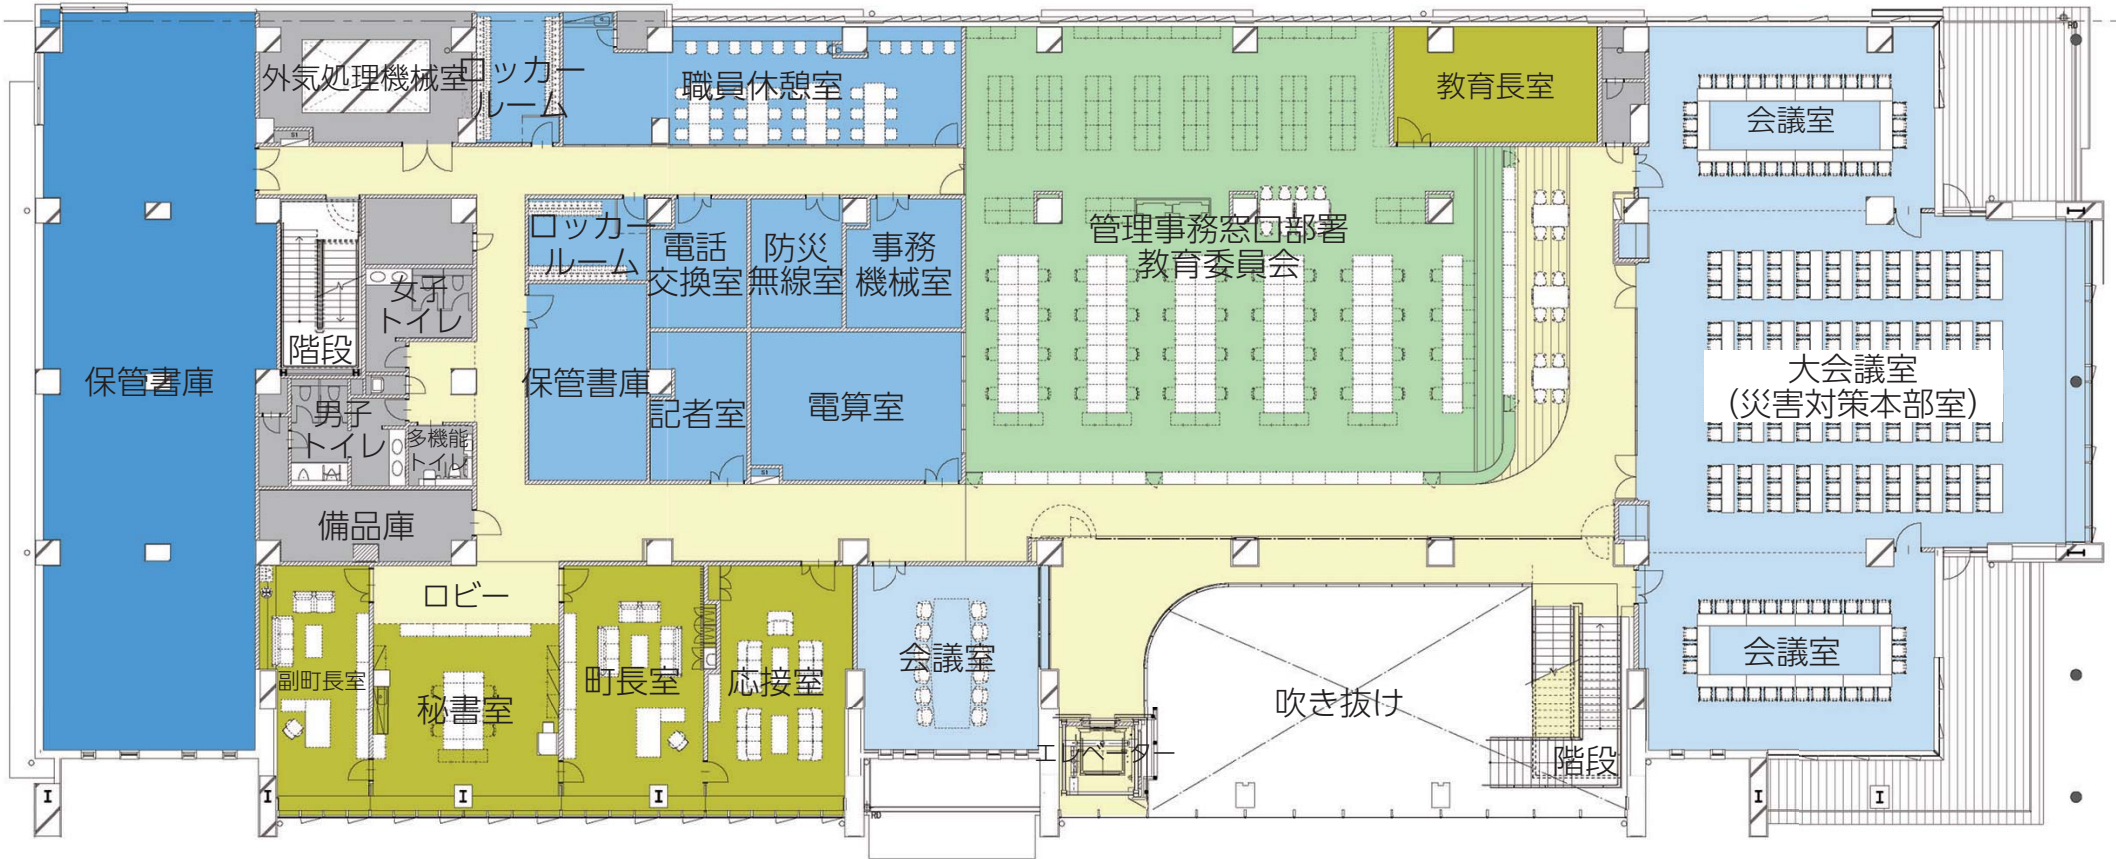 外気処理機械室
ロッカー
ルーム
職員休憩室
教育長室
会議室
ロッカー
ルーム
電話
交換室
防災
無線室
事務
機械室
管理事務窓口部署
教育委員会
女子
トイレ
階段
保管書庫
保管書庫
記者室
電算室
大会議室
(災害対策本部室)
男子
トイレ
多機能
トイレ
備品庫
ロビー
副町長室
秘書室
町長室
応接室
会議室
吹き抜け
会議室
エレベーター
階段
S1
S1
RD
RD
I
I
I
I
I
I